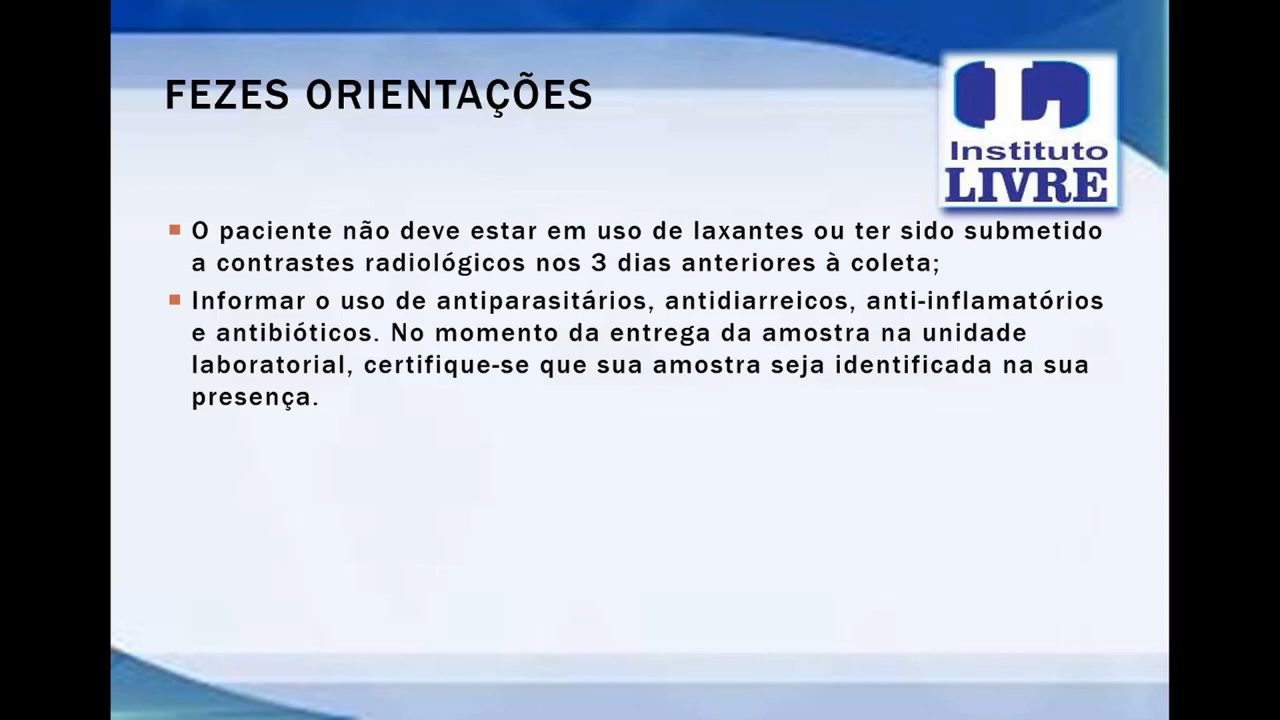 FEZES ORIENTAÇÕES
Instituto
LIVRE
O paciente não deve estar em uso de laxantes ou ter sido submetido
a contrastes radiológicos nos 3 dias anteriores à coleta;
Informar o uso de antiparasitários, antidiarreicos, anti-inflamatórios
e antibióticos. No momento da entrega da amostra na unidade
laboratorial, certifique-se que sua amostra seja identificada na sua
presença.